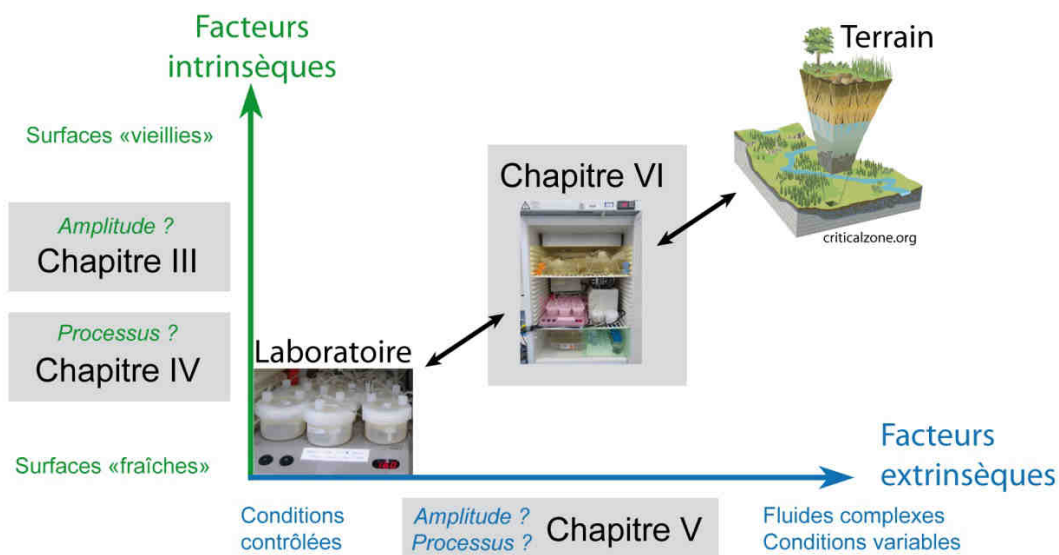 Facteurs
intrinsèques
Terrain
Surfaces «vieillies»
Chapitre VI
Amplitude ?
Chapitre III
criticalzone.org
Processus ?
Chapitre IV
Laboratoire
Surfaces «fraîches»
Facteurs
extrinsèques
Conditions
contrôlées
Amplitude ?
Processus ?
Chapitre V
Fluides complexes
Conditions variables